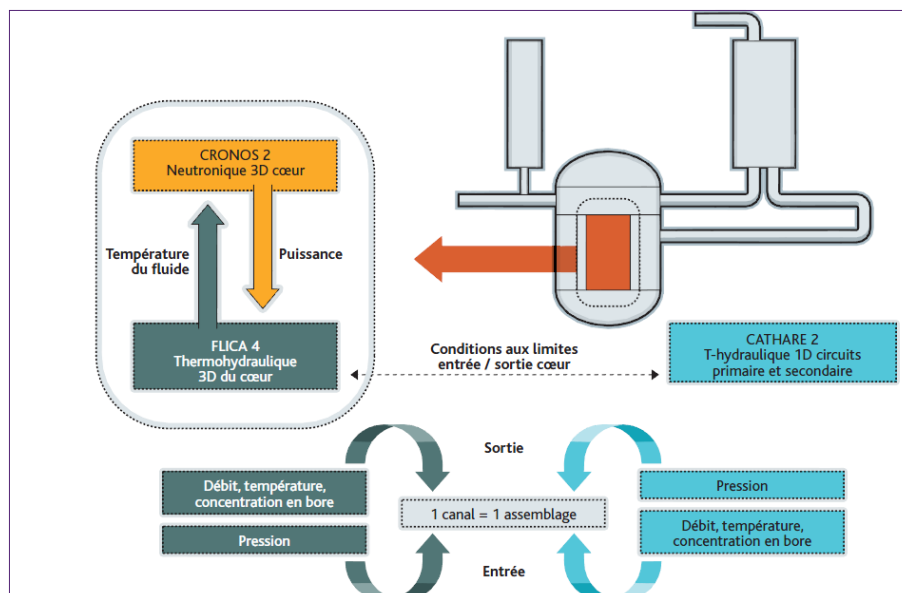 CRONOS 2
Neutronique 3D cœur
Température
du fluide
Puissance
FLICA 4
Thermohydraulique
3D du cœur
Conditions aux limites
entrée / sortie cœur
CATHARE 2
T-hydraulique 1D circuits
primaire et secondaire
Sortie
Débit, température,
concentration en bore
Pression
1 canal = 1 assemblage
Pression
Débit, température,
concentration en bore
Entrée